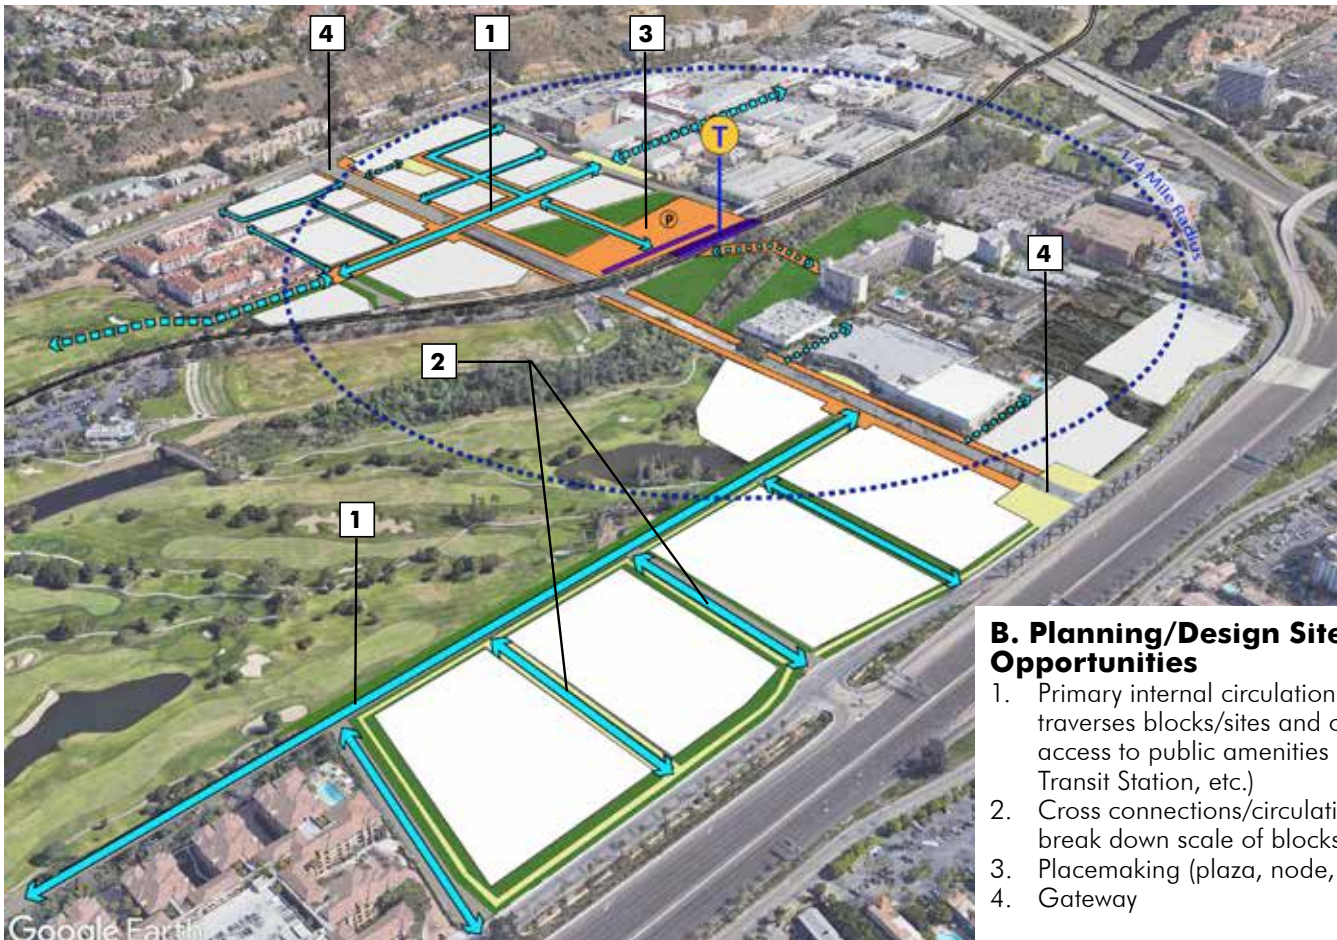 4
1
3
T
1/4 Mile Radius
P
4
2
1
B. Planning/Design Site
Opportunities
1. Primary internal circulation
traverses blocks/sites and
access to public amenities
Transit Station, etc.)
2. Cross connections/circulati
break down scale of blocks
3. Placemaking (plaza, node,
4. Gateway
Google Earth